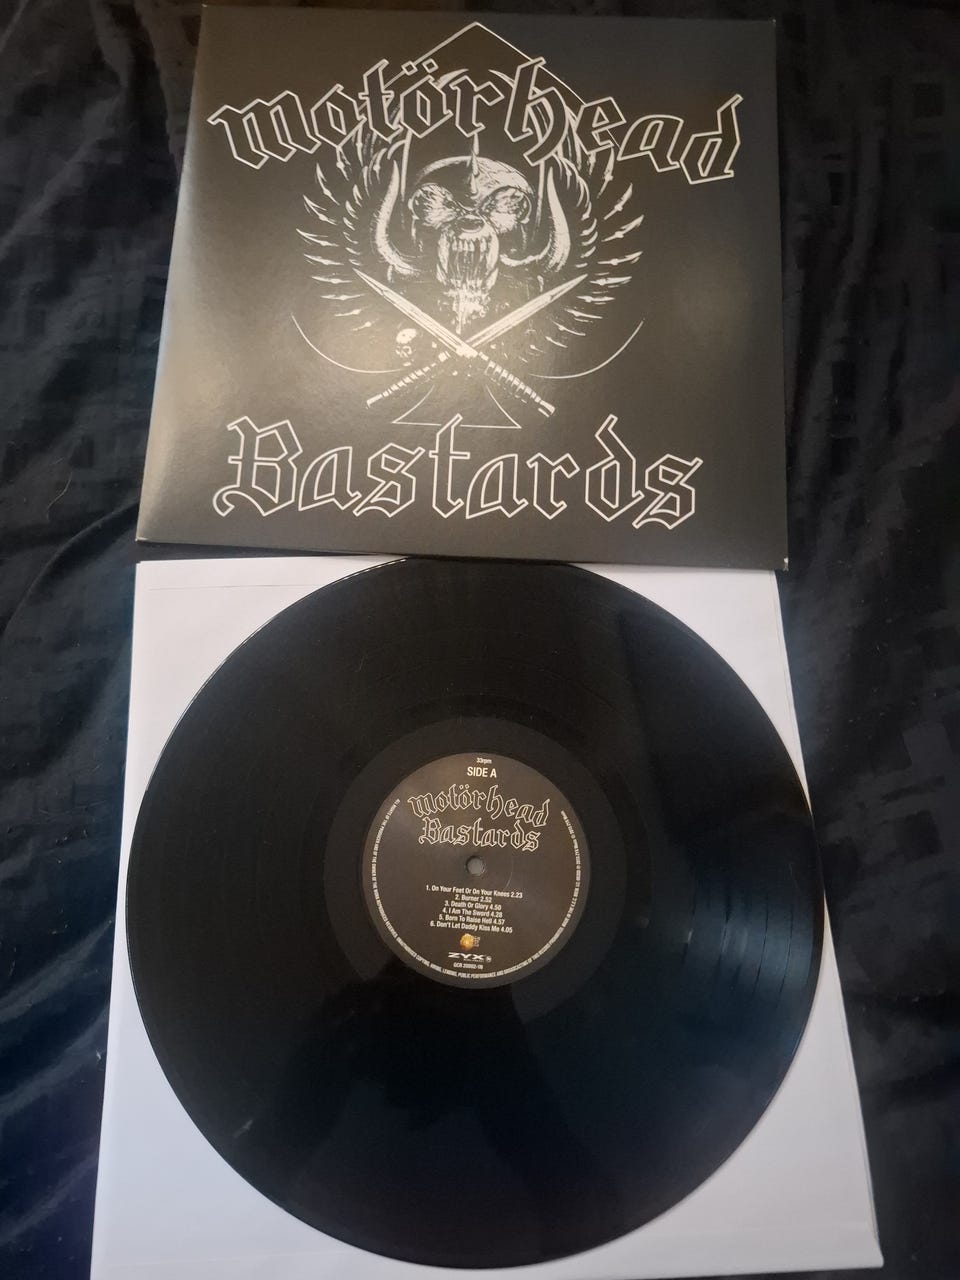 motörhead
Bastards
33rpm
SIDE A
motörhead
Bastards
1. On Your Feet Or On Your Knees 2.23
2. Burner 2.52
3. Death Or Glory 4.50
4. I Am The Sword 4.28
5. Born To Raise Hell 4.57
6. Don't Let Daddy Kiss Me 4.05
ZYX